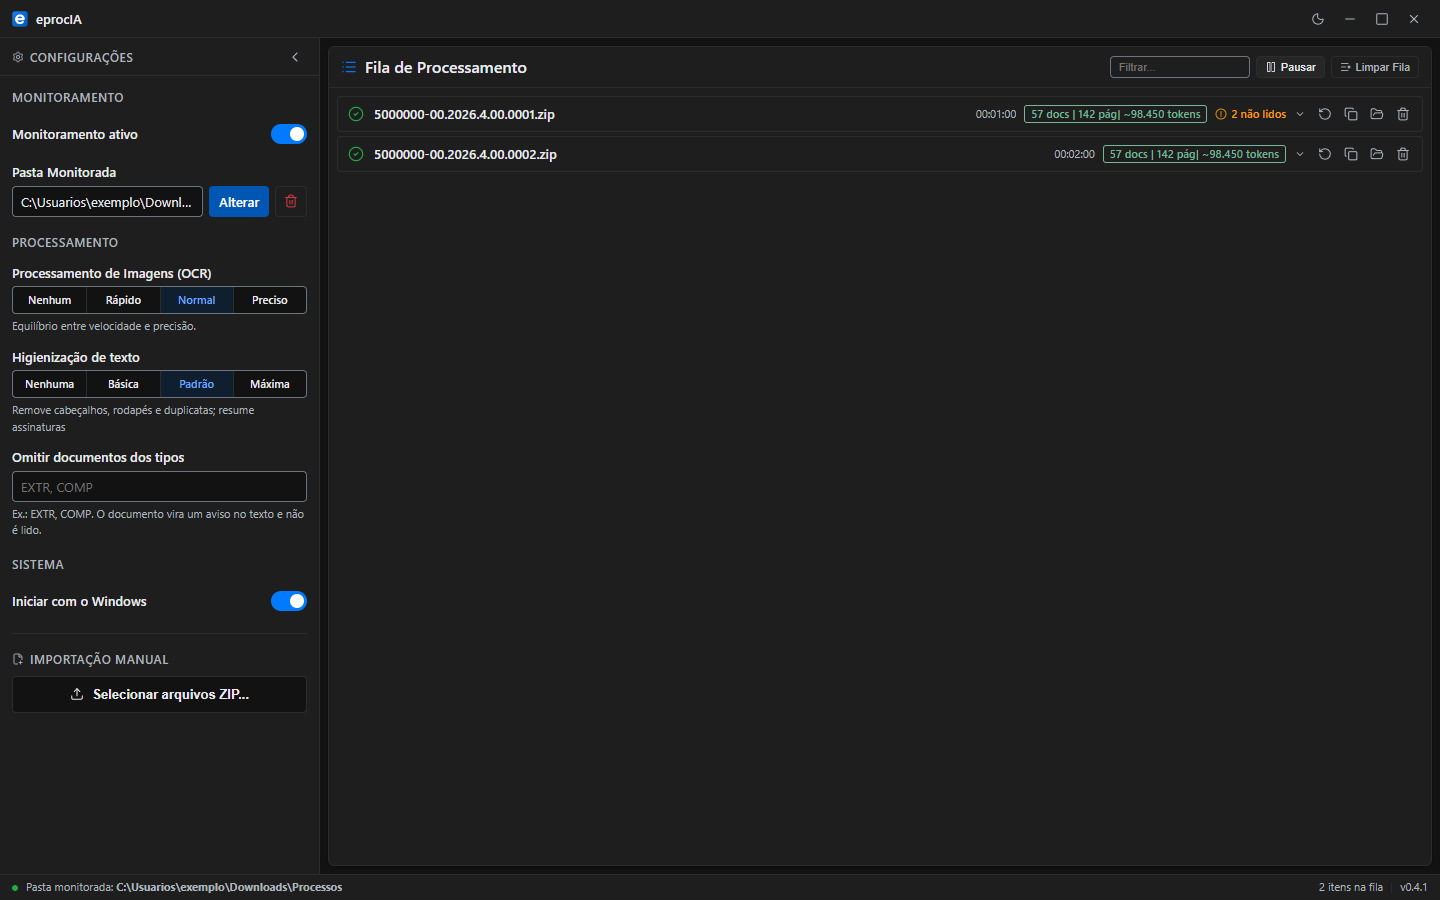 eprocIA
CONFIGURAÇÕES
MONITORAMENTO
Monitoramento ativo
Pasta Monitorada
C:\Usuarios\exemplo\Downl...
Alterar
PROCESSAMENTO
Processamento de Imagens (OCR)
Nenhum Rápido Normal Preciso
Equilíbrio entre velocidade e precisão.
Higienização de texto
Nenhuma Básica Padrão Máxima
Remove cabeçalhos, rodapés e duplicatas; resume
assinaturas
Omitir documentos dos tipos
EXTR, COMP
Ex.: EXTR, COMP. O documento vira um aviso no texto e não
é lido.
SISTEMA
Iniciar com o Windows
IMPORTAÇÃO MANUAL
Selecionar arquivos ZIP...
Fila de Processamento
Filtrar...
Pausar
Limpar Fila
5000000-00.2026.4.00.0001.zip 00:01:00 57 docs | 142 pág| ~98.450 tokens 2 não lidos
5000000-00.2026.4.00.0002.zip 00:02:00 57 docs | 142 pág| ~98.450 tokens
Pasta monitorada: C:\Usuarios\exemplo\Downloads\Processos
2 itens na fila v0.4.1